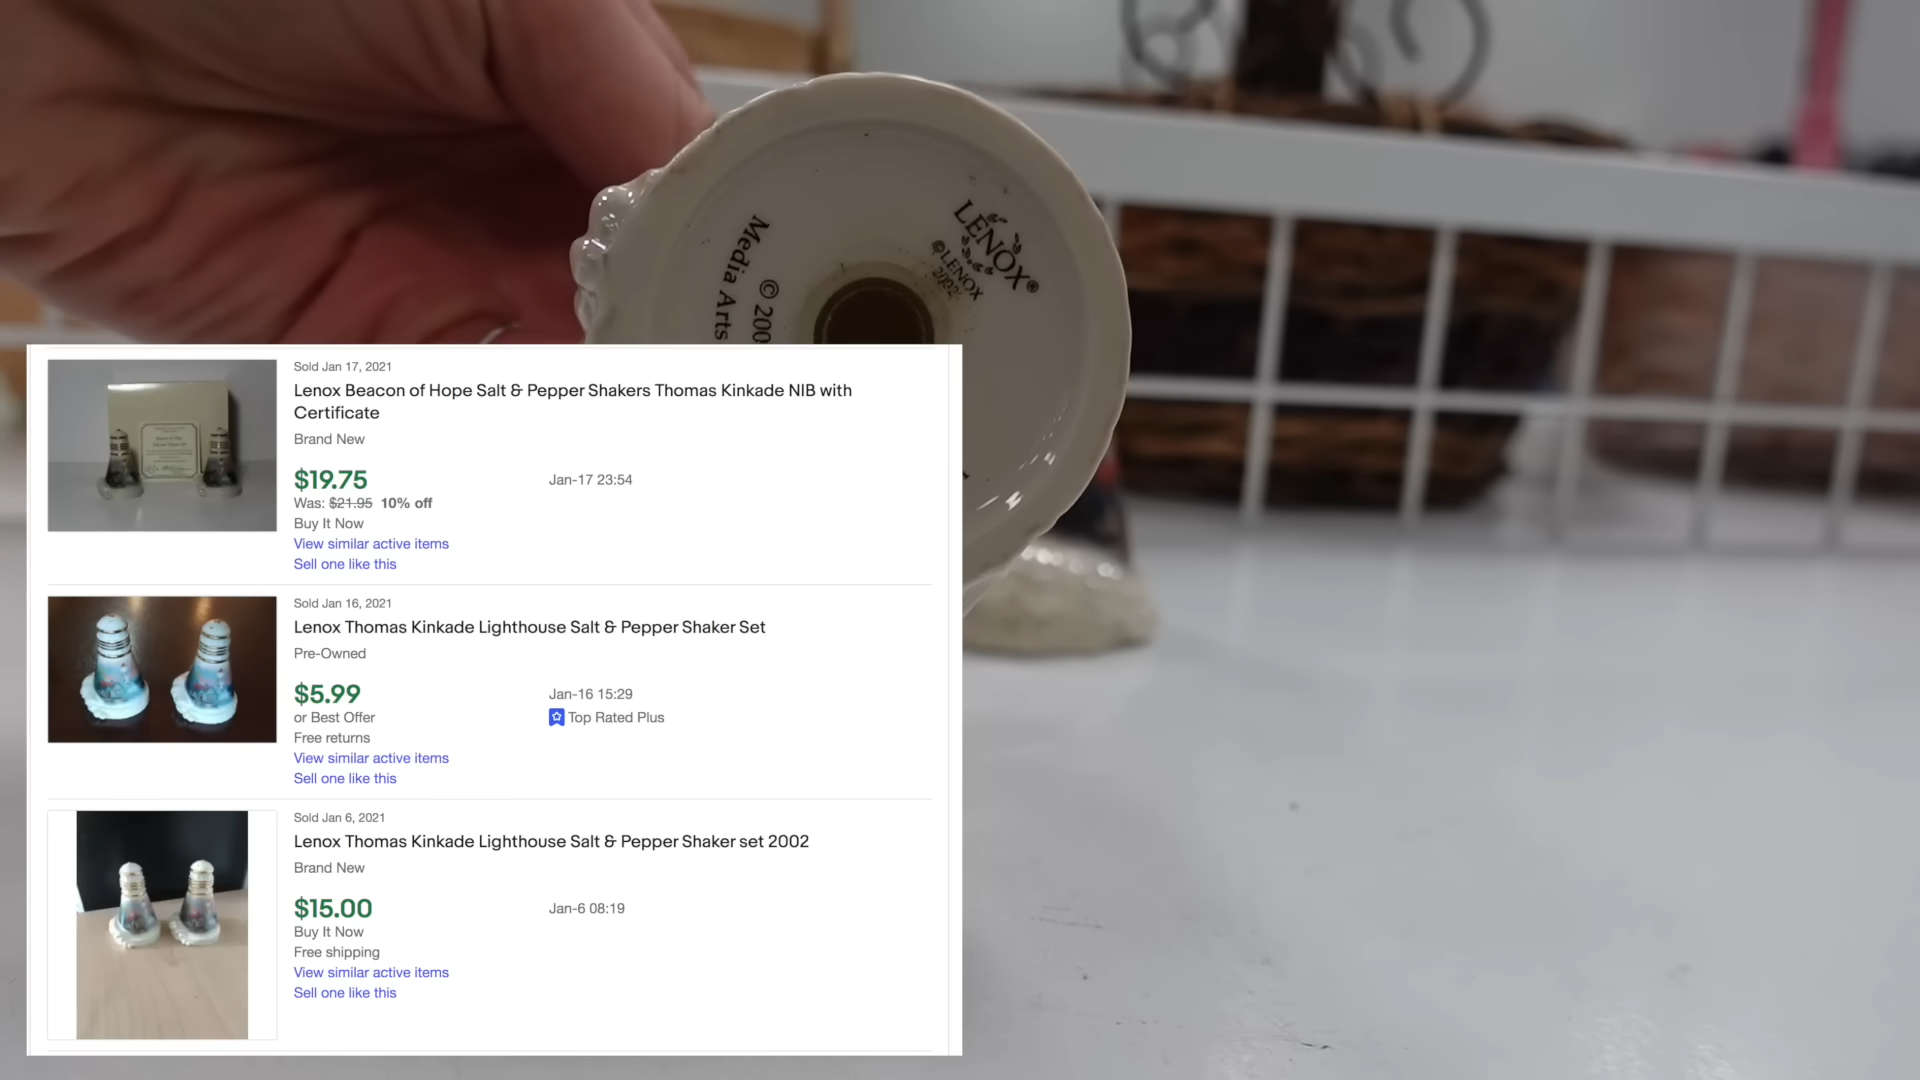 LENOX®
©LENOX
2002
© 200
Media Arts
Sold Jan 17, 2021
Lenox Beacon of Hope Salt & Pepper Shakers Thomas Kinkade NIB with
Certificate
Brand New
$19.75
Jan-17 23:54
Was: $21.95 10% off
Buy It Now
View similar active items
Sell one like this
Sold Jan 16, 2021
Lenox Thomas Kinkade Lighthouse Salt & Pepper Shaker Set
Pre-Owned
$5.99
Jan-16 15:29
or Best Offer
Top Rated Plus
Free returns
View similar active items
Sell one like this
Sold Jan 6, 2021
Lenox Thomas Kinkade Lighthouse Salt & Pepper Shaker set 2002
Brand New
$15.00
Jan-6 08:19
Buy It Now
Free shipping
View similar active items
Sell one like this